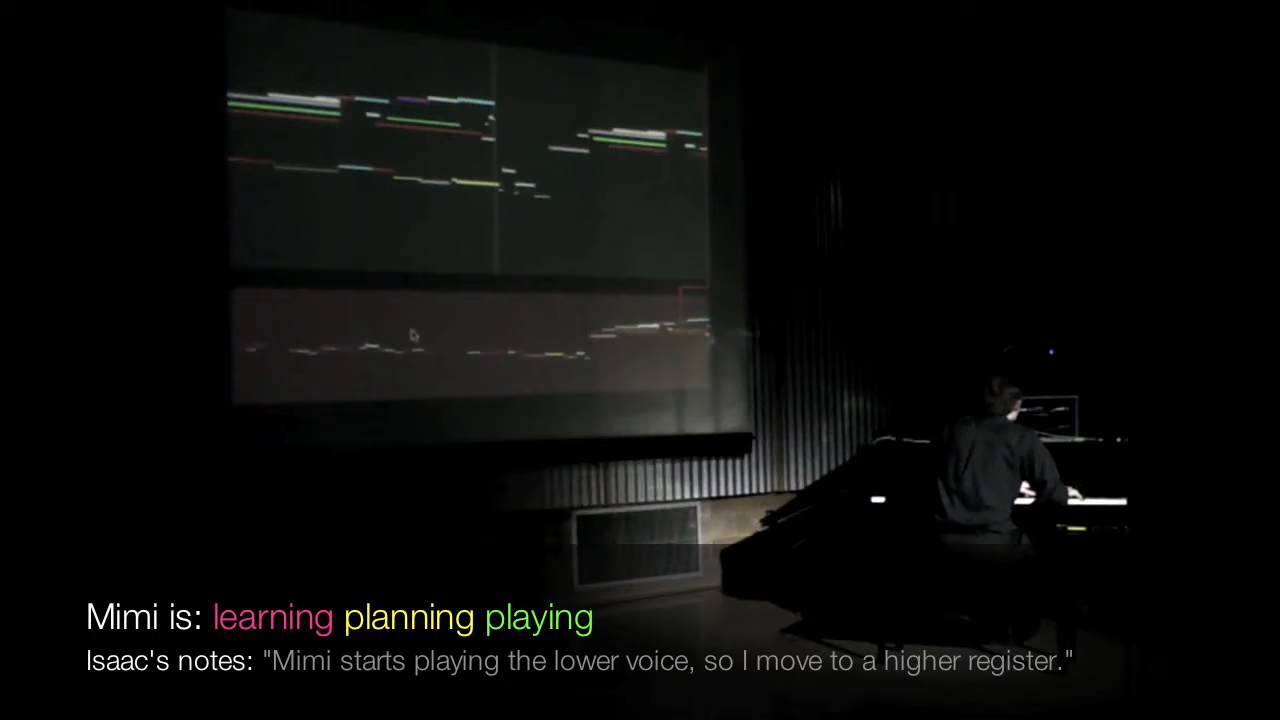 Mimi is: learning planning playing
Isaac's notes: "Mimi starts playing the lower voice, so I move to a higher register."